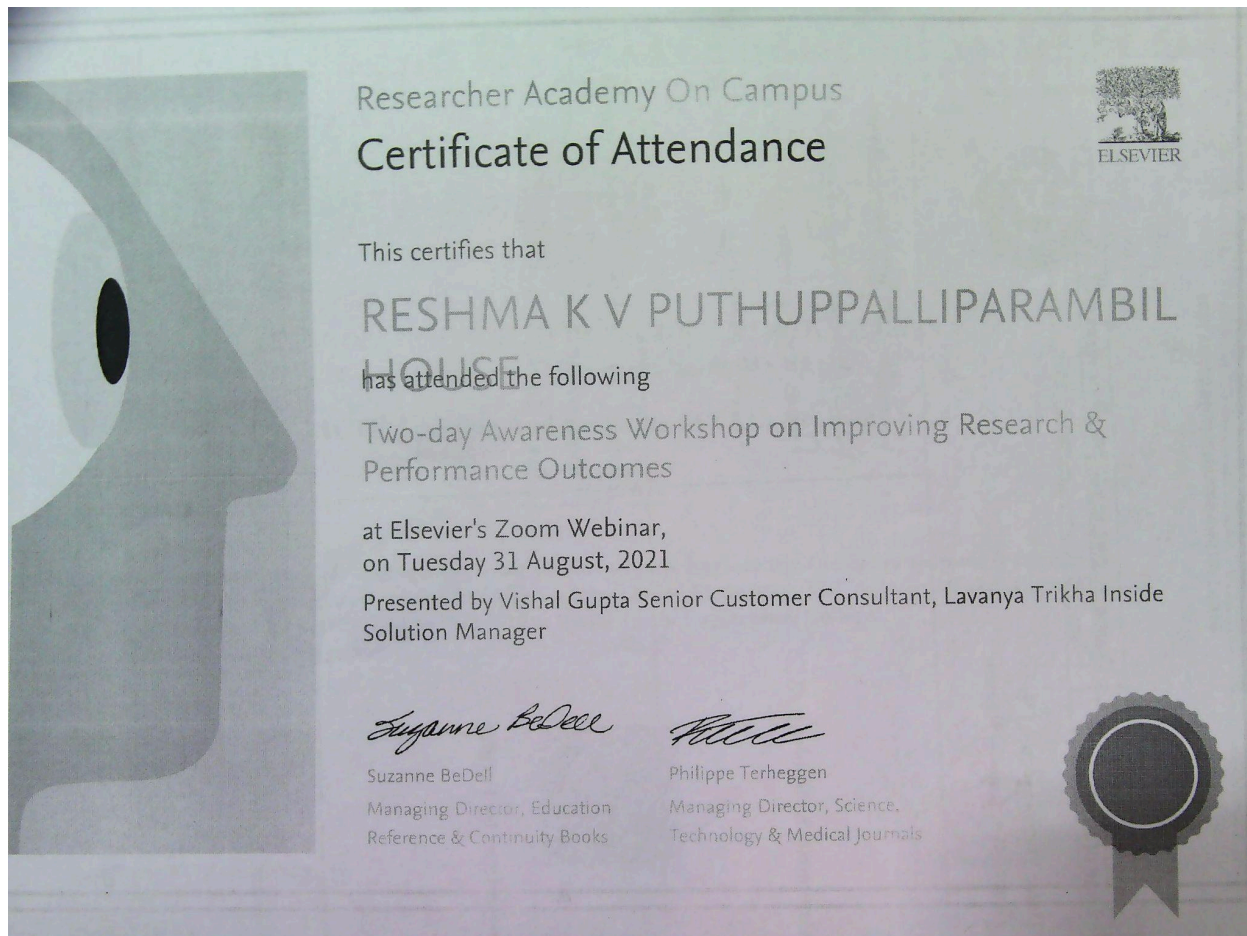 Researcher Academy On Campus
Certificate of Attendance
ELSEVIER
This certifies that
RESHMA K V PUTHUPPALLIPARAMBIL
HOUSE
has attended the following
Two-day Awareness Workshop on Improving Research &
Performance Outcomes
at Elsevier's Zoom Webinar,
on Tuesday 31 August, 2021
Presented by Vishal Gupta Senior Customer Consultant, Lavanya Trikha Inside
Solution Manager
Suzanne BeDell
Suzanne BeDell
Managing Director, Education
Reference & Continuity Books
Philippe Terheggen
Managing Director, Science,
Technology & Medical Journals